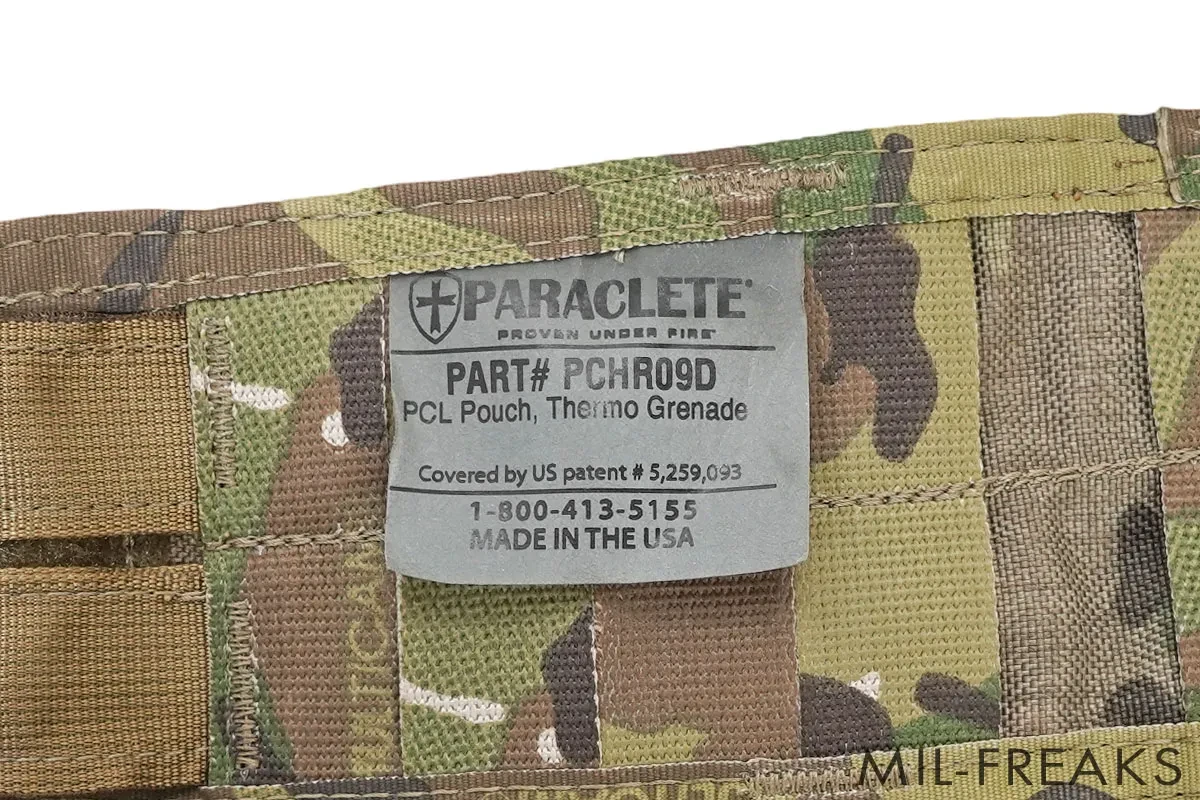 PARACLETE®
PROVEN UNDER FIRE®
PART# PCHR09D
PCL Pouch, Thermo Grenade
Covered by US patent # 5,259,093
1-800-413-5155
MADE IN THE USA
MULTICAM
MIL-FREAKS